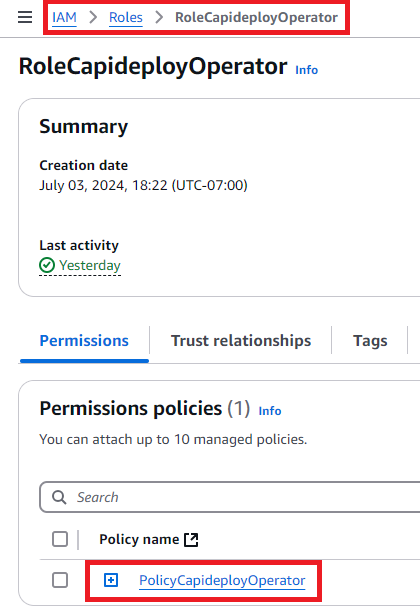 IAM > Roles > RoleCapideployOperator
RoleCapideployOperator Info
Summary
Creation date
July 03, 2024, 18:22 (UTC-07:00)
Last activity
Yesterday
Permissions Trust relationships Tags
Permissions policies (1) Info
You can attach up to 10 managed policies.
Search
Policy name
PolicyCapideployOperator